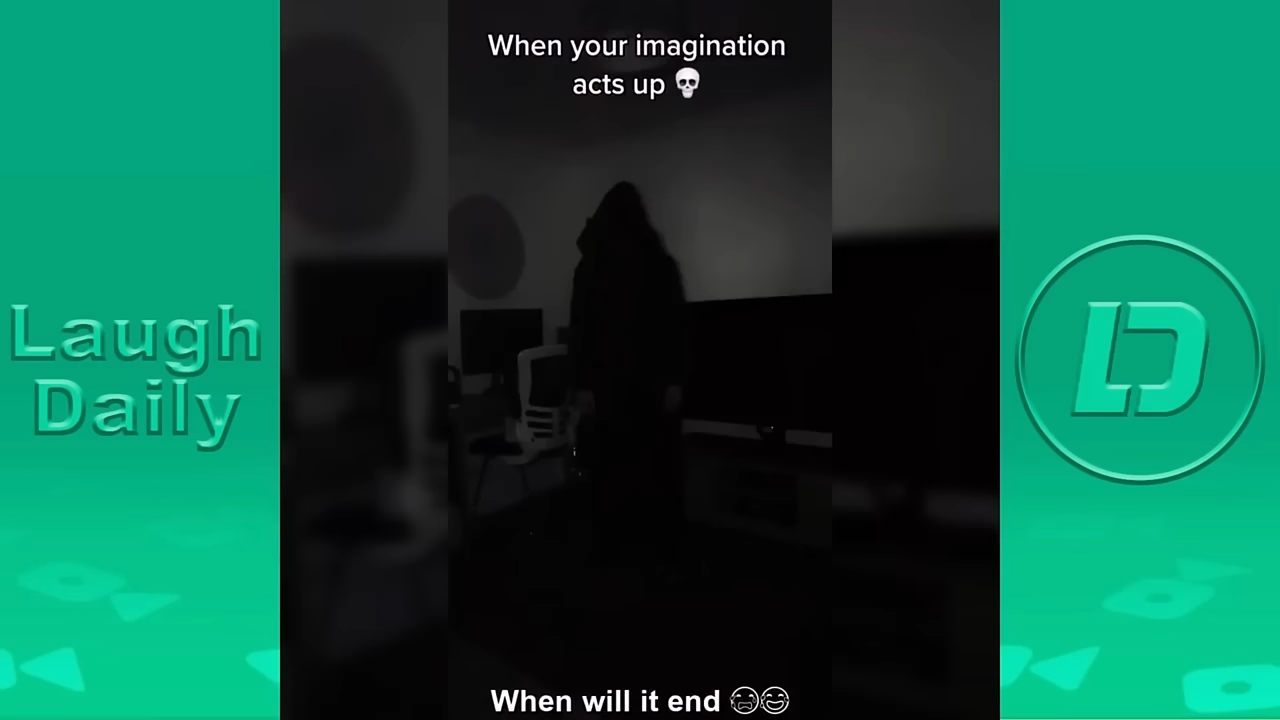 When your imagination
acts up 💀
Laugh
Daily
LD
When will it end 😭😂